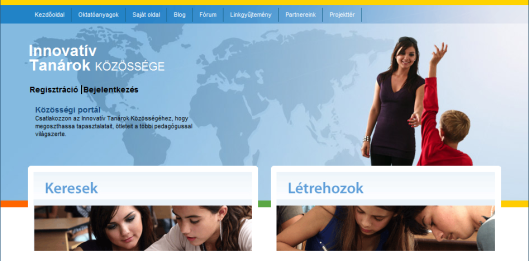 Kezdőoldal Oktatóanyagok Saját oldal Blog Fórum Linkgyűjtemény Partnereink Projekttér
Innovatív
Tanárok KÖZÖSSÉGE
Regisztráció | Bejelentkezés
Közösségi portál
Csatlakozzon az Innovatív Tanárok Közösségéhez, hogy
megoszthassa tapasztalatait, ötleteit a többi pedagógussal
világszerte.
Keresek Létrehozok